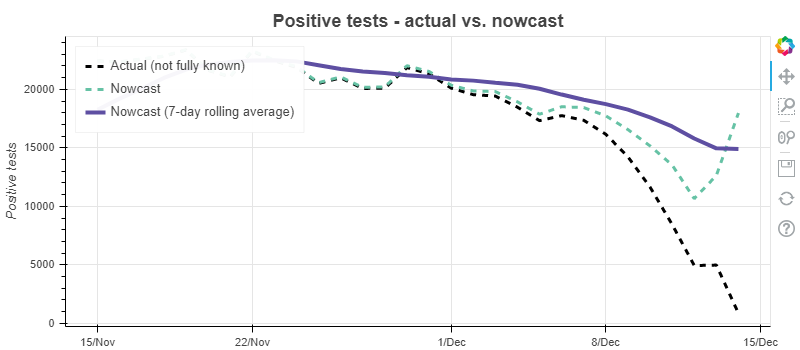 Positive tests - actual vs. nowcast
Actual (not fully known)
Nowcast
Nowcast (7-day rolling average)
Positive tests
20000
15000
10000
5000
0
15/Nov 22/Nov 1/Dec 8/Dec 15/Dec